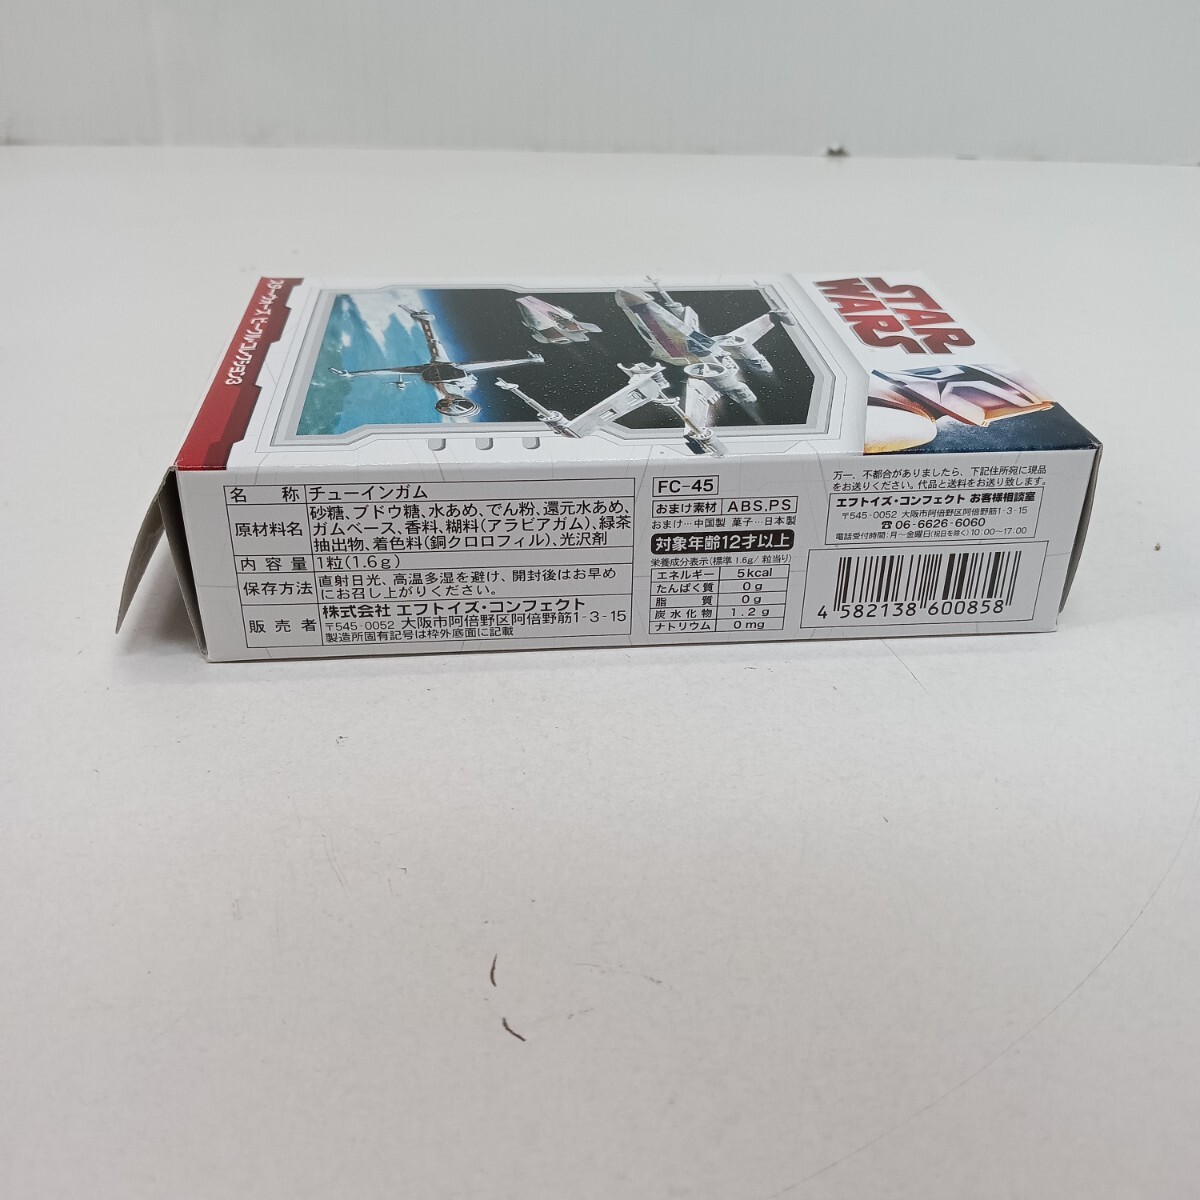 STAR
WARS
スター・ウォーズ ビークル・コレクション3
名 称 チューインガム
原材料名 砂糖、ブドウ糖、水あめ、でん粉、還元水あめ、
ガムベース、香料、糊料(アラビアガム)、緑茶
抽出物、着色料(銅クロロフィル)、光沢剤
内 容 量 1粒(1.6g)
保存方法 直射日光、高温多湿を避け、開封後はお早め
にお召し上がりください。
販 売 者 株式会社 エフトイズ・コンフェクト
〒545-0052 大阪市阿倍野区阿倍野筋1-3-15
製造所固有記号は枠外底面に記載
FC-45
おまけ素材 ABS,PS
おまけ…中国製 菓子…日本製
対象年齢12才以上
栄養成分表示(標準 1.6g/粒当り)
エネルギー 5kcal
たんぱく質 0g
脂 質 0g
炭水化物 1.2g
ナトリウム 0mg
万一、不都合がありましたら、下記住所宛に現品
をお送りください。代品と送料をお送り致します。
エフトイズ・コンフェクト お客様相談室
〒545-0052 大阪市阿倍野区阿倍野筋1-3-15
☎06-6626-6060
電話受付時間:月〜金曜日(祝日を除く)10:00〜17:00
4 582138 600858